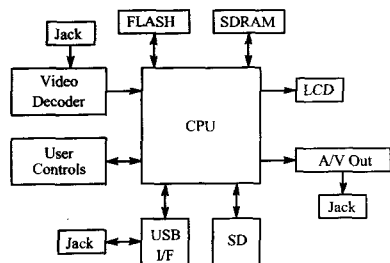 Jack
FLASH
SDRAM
Video
Decoder
LCD
CPU
User
Controls
A/V Out
Jack
Jack
USB
I/F
SD